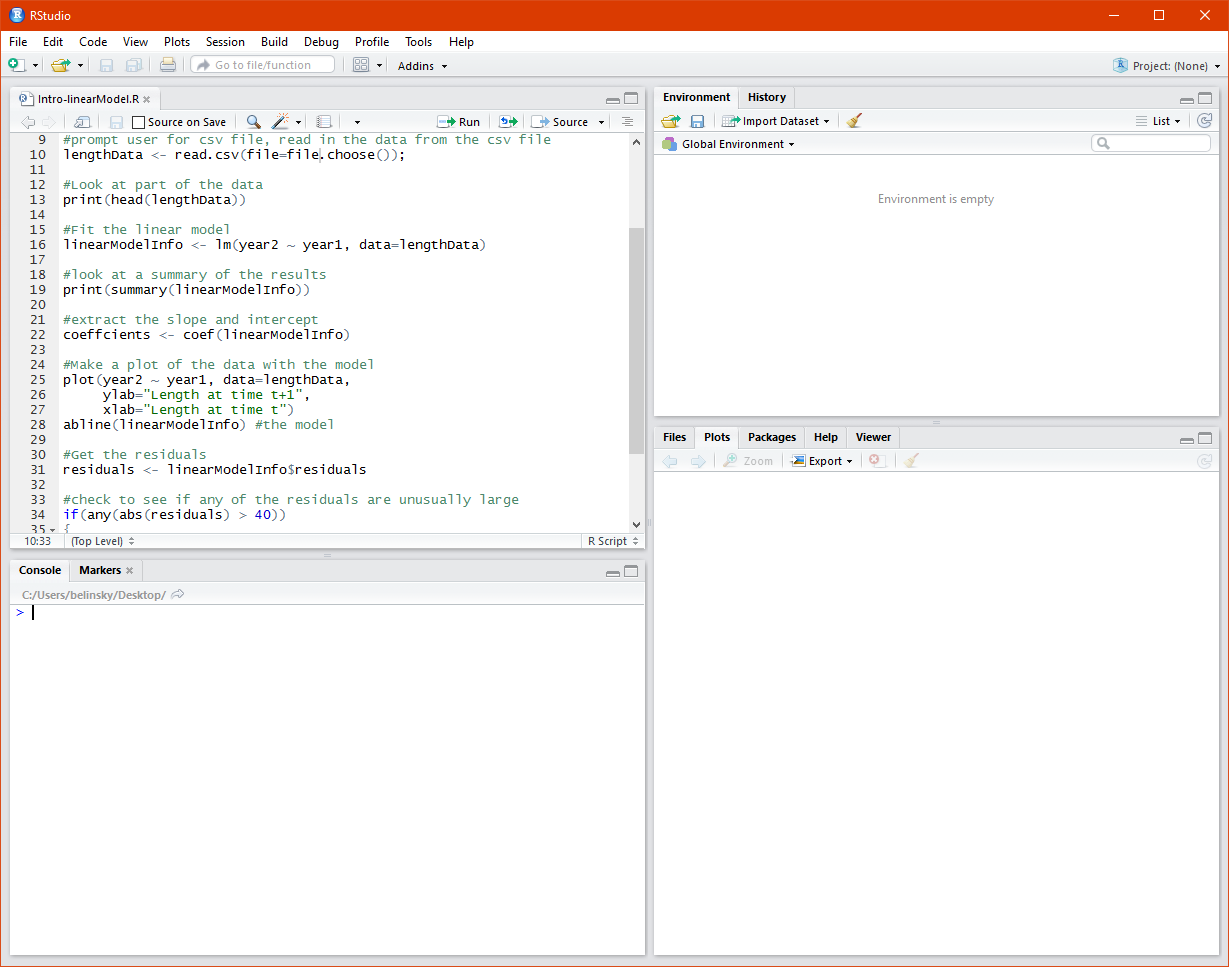 RStudio
File Edit Code View Plots Session Build Debug Profile Tools Help
Go to file/function Addins Project: (None)
Intro-linearModel.R
Source on Save Run Source
9 #prompt user for csv file, read in the data from the csv file
10 lengthData <- read.csv(file=file.choose());
11
12 #Look at part of the data
13 print(head(lengthData))
14
15 #Fit the linear model
16 linearModelInfo <- lm(year2 ~ year1, data=lengthData)
17
18 #look at a summary of the results
19 print(summary(linearModelInfo))
20
21 #extract the slope and intercept
22 coeffcients <- coef(linearModelInfo)
23
24 #Make a plot of the data with the model
25 plot(year2 ~ year1, data=lengthData,
26      ylab="Length at time t+1",
27      xlab="Length at time t")
28 abline(linearModelInfo) #the model
29
30 #Get the residuals
31 residuals <- linearModelInfo$residuals
32
33 #check to see if any of the residuals are unusually large
34 if(any(abs(residuals) > 40))
35 {
10:33 (Top Level) R Script
Console Markers
C:/Users/belinsky/Desktop/
>
Environment History
Import Dataset List
Global Environment
Environment is empty
Files Plots Packages Help Viewer
Zoom Export